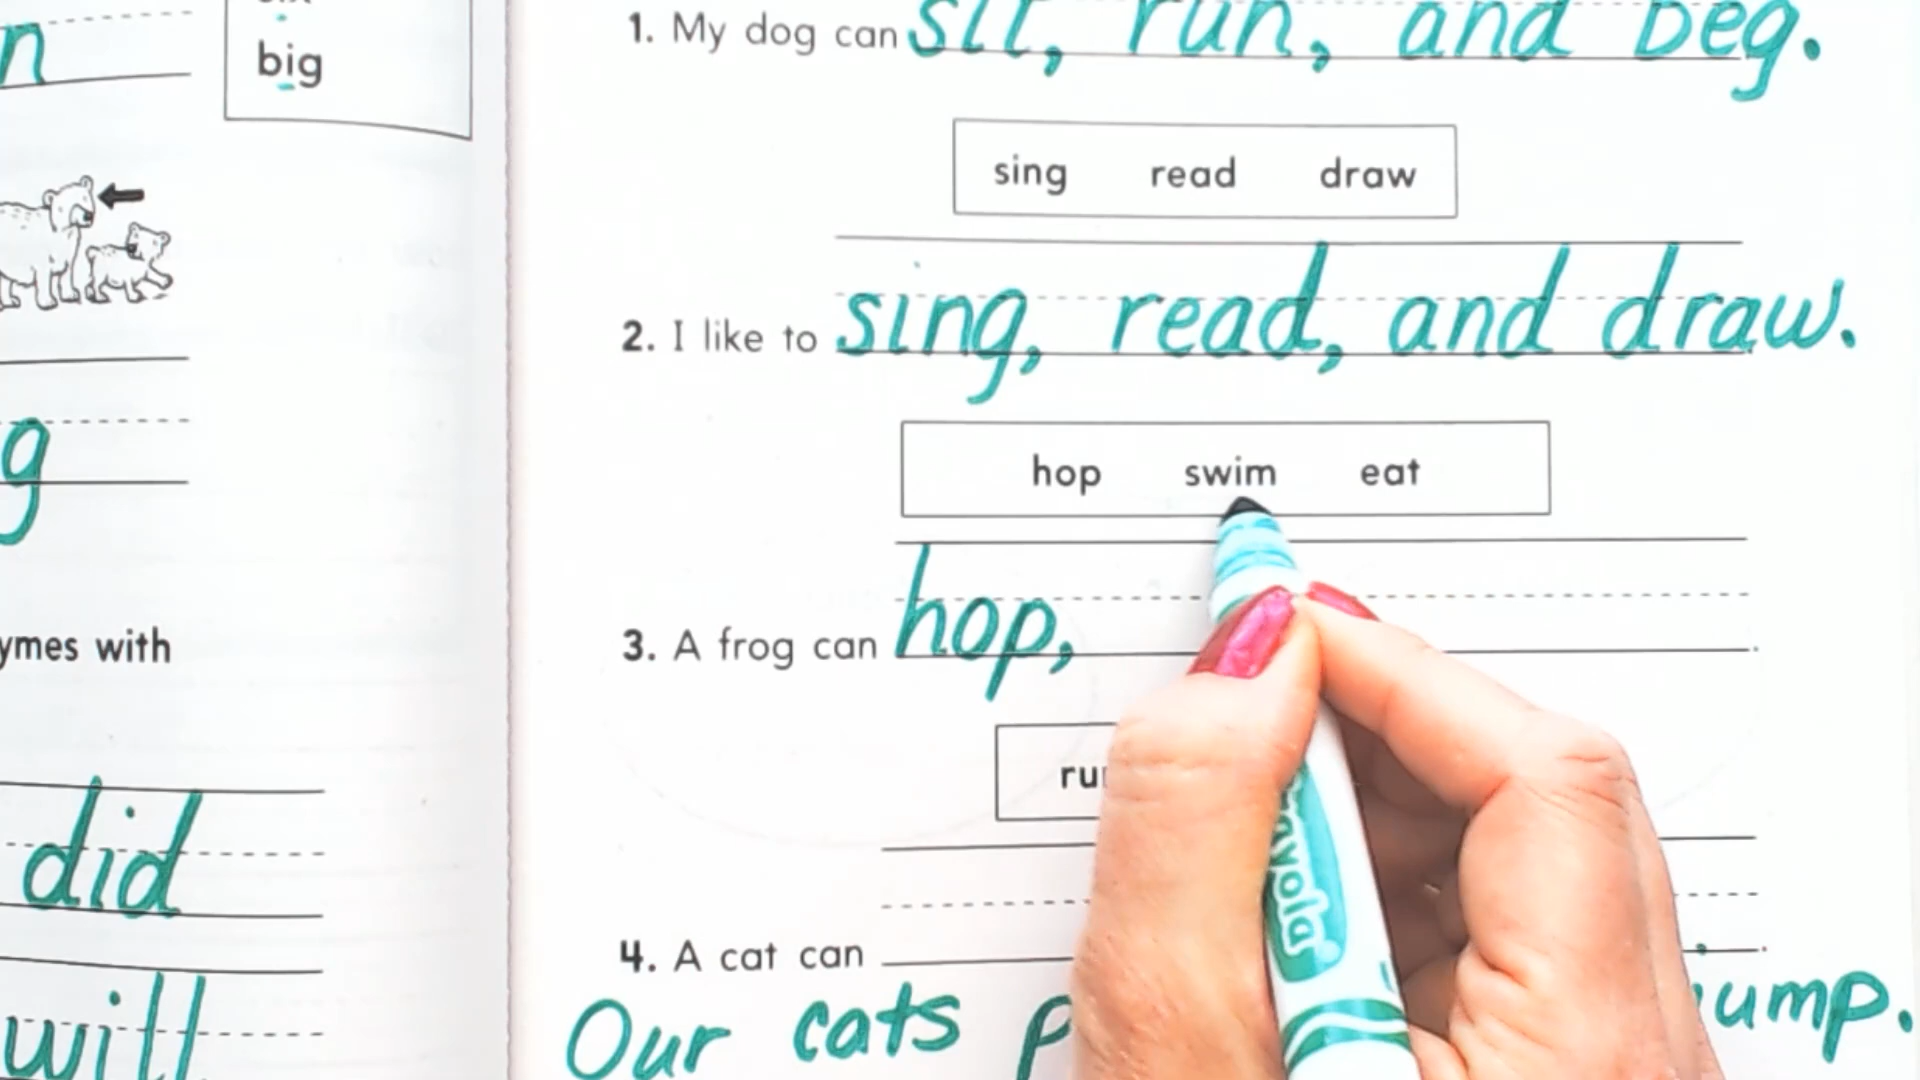 big
ymes with
did
will
1. My dog can sit, run, and beg.
sing read draw
2. I like to sing, read, and draw.
hop swim eat
3. A frog can hop,
4. A cat can
Our cats
ump.